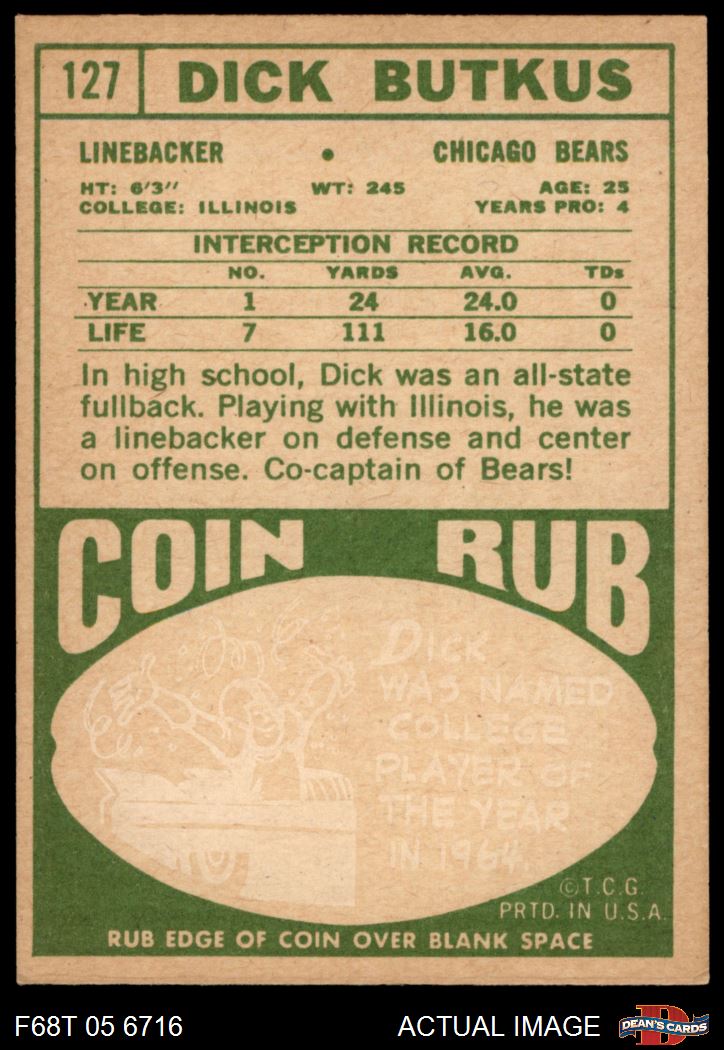 127 DICK BUTKUS
LINEBACKER • CHICAGO BEARS
HT: 6'3" WT: 245 AGE: 25
COLLEGE: ILLINOIS YEARS PRO: 4
INTERCEPTION RECORD
NO. YARDS AVG. TDs
YEAR 1 24 24.0 0
LIFE 7 111 16.0 0
In high school, Dick was an all-state
fullback. Playing with Illinois, he was
a linebacker on defense and center
on offense. Co-captain of Bears!
COIN RUB
DICK
WAS NAMED
COLLEGE
PLAYER OF
THE YEAR
IN 1964.
©T.C.G.
PRTD. IN U.S.A.
RUB EDGE OF COIN OVER BLANK SPACE
F68T 05 6716 ACTUAL IMAGE D DEAN'S CARDS